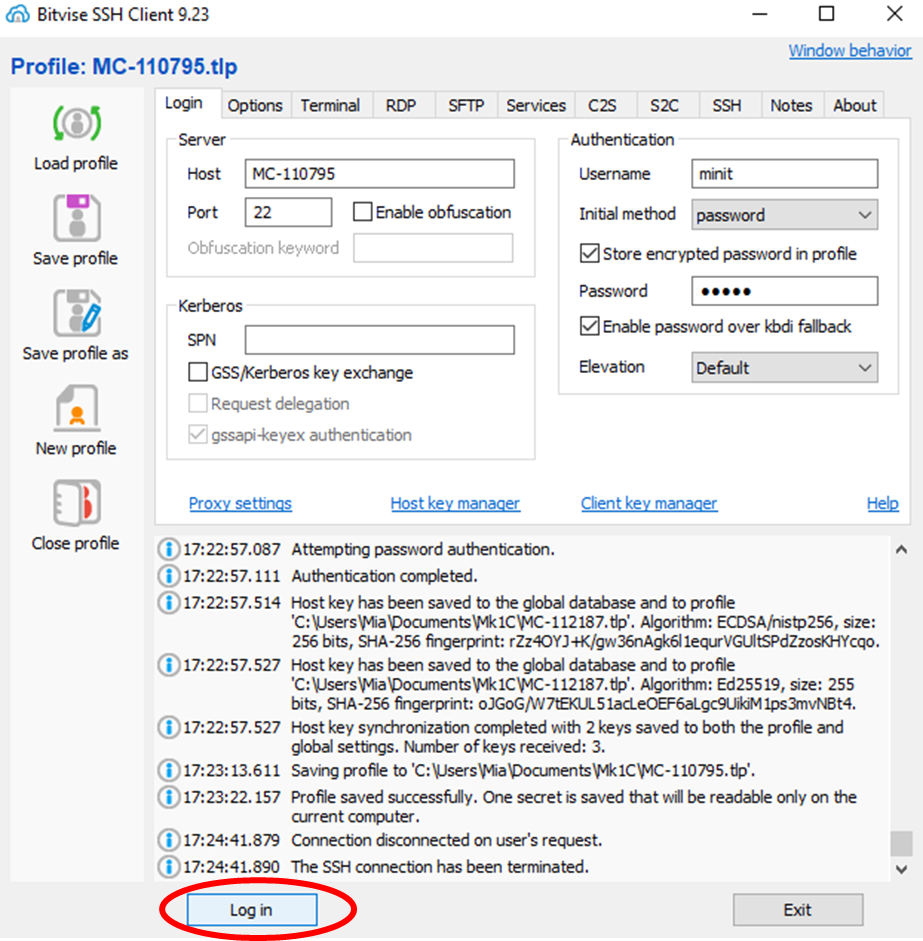 Bitvise SSH Client 9.23
Window behavior
Profile: MC-110795.tlp
Load profile
Save profile
Save profile as
New profile
Close profile
Login Options Terminal RDP SFTP Services C2S S2C SSH Notes About
Server
Host MC-110795
Port 22 Enable obfuscation
Obfuscation keyword
Kerberos
SPN
GSS/Kerberos key exchange
Request delegation
gssapi-keyex authentication
Authentication
Username minit
Initial method password
Store encrypted password in profile
Password •••••
Enable password over kbdi fallback
Elevation Default
Proxy settings Host key manager Client key manager Help
17:22:57.087 Attempting password authentication.
17:22:57.111 Authentication completed.
17:22:57.514 Host key has been saved to the global database and to profile
'C:\Users\Mia\Documents\Mk1C\MC-112187.tlp'. Algorithm: ECDSA/nistp256, size:
256 bits, SHA-256 fingerprint: rZz4OYJ+K/gw36nAgk6l1equrVGUltSPdZzosKHYcqo.
17:22:57.527 Host key has been saved to the global database and to profile
'C:\Users\Mia\Documents\Mk1C\MC-112187.tlp'. Algorithm: Ed25519, size: 255
bits, SHA-256 fingerprint: oJGoG/W7tEKUL51acLeOEF6aLgc9UikiM1ps3mvNBt4.
17:22:57.527 Host key synchronization completed with 2 keys saved to both the profile and
global settings. Number of keys received: 3.
17:23:13.611 Saving profile to 'C:\Users\Mia\Documents\Mk1C\MC-110795.tlp'.
17:23:22.157 Profile saved successfully. One secret is saved that will be readable only on the
current computer.
17:24:41.879 Connection disconnected on user's request.
17:24:41.890 The SSH connection has been terminated.
Log in Exit